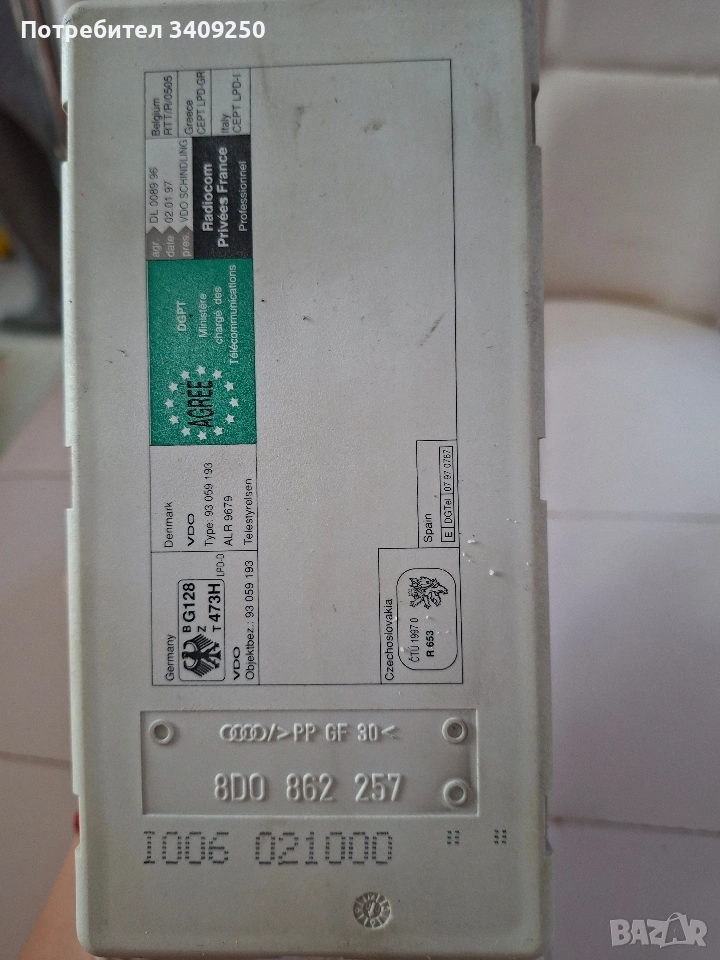 Потребител 3409250
Germany
B G128
Z
T 473H
LPD-D
VDO
Objektbez.: 93 059 193
Denmark
VDO
Type: 93 059 193
ALR 9679
Telestyrelsen
AGREE
DGPT
Ministère
chargé des
Télécommunications
agr. DL 0089 96
date 02.01.97
pres. VDO SCHINDLING
Radiocom
Privées France
Professionnel
Belgium
RTT/R/0505
Greece
CEPT LPD-GR
Italy
CEPT LPD-I
Czechoslovakia
ČTÚ 1997 0
R 653
Spain
E DGTel 07 97 0767
/>PP GF 30<
8D0 862 257
I006 021000
BAZAR